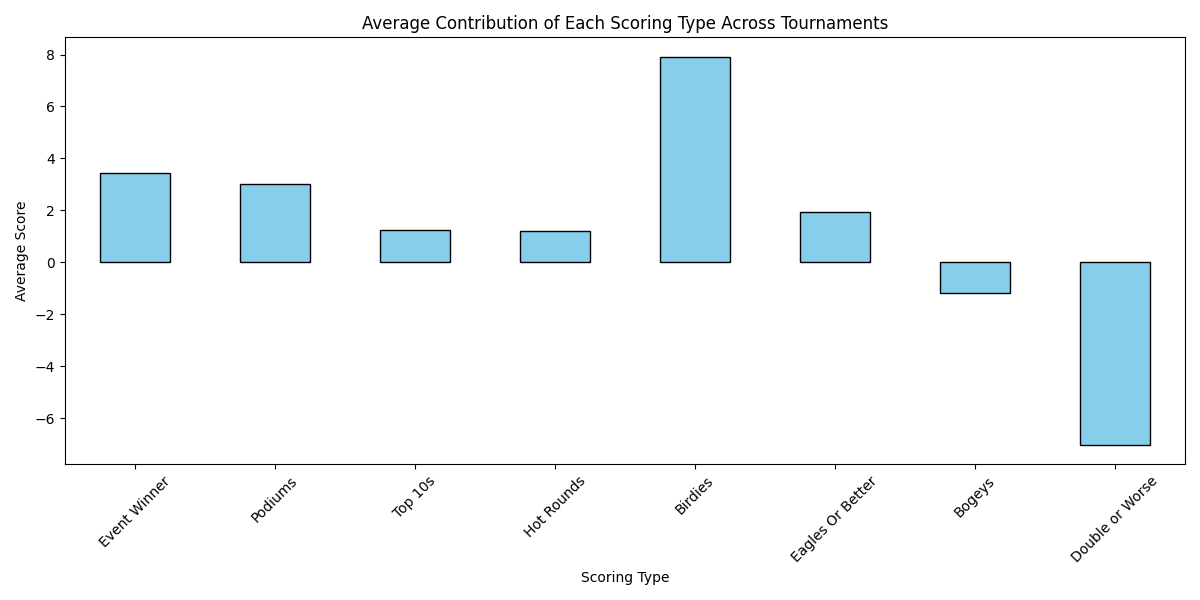 Average Contribution of Each Scoring Type Across Tournaments
Average Score
8
6
4
2
0
−2
−4
−6
Event Winner
Podiums
Top 10s
Hot Rounds
Birdies
Eagles Or Better
Bogeys
Double or Worse
Scoring Type